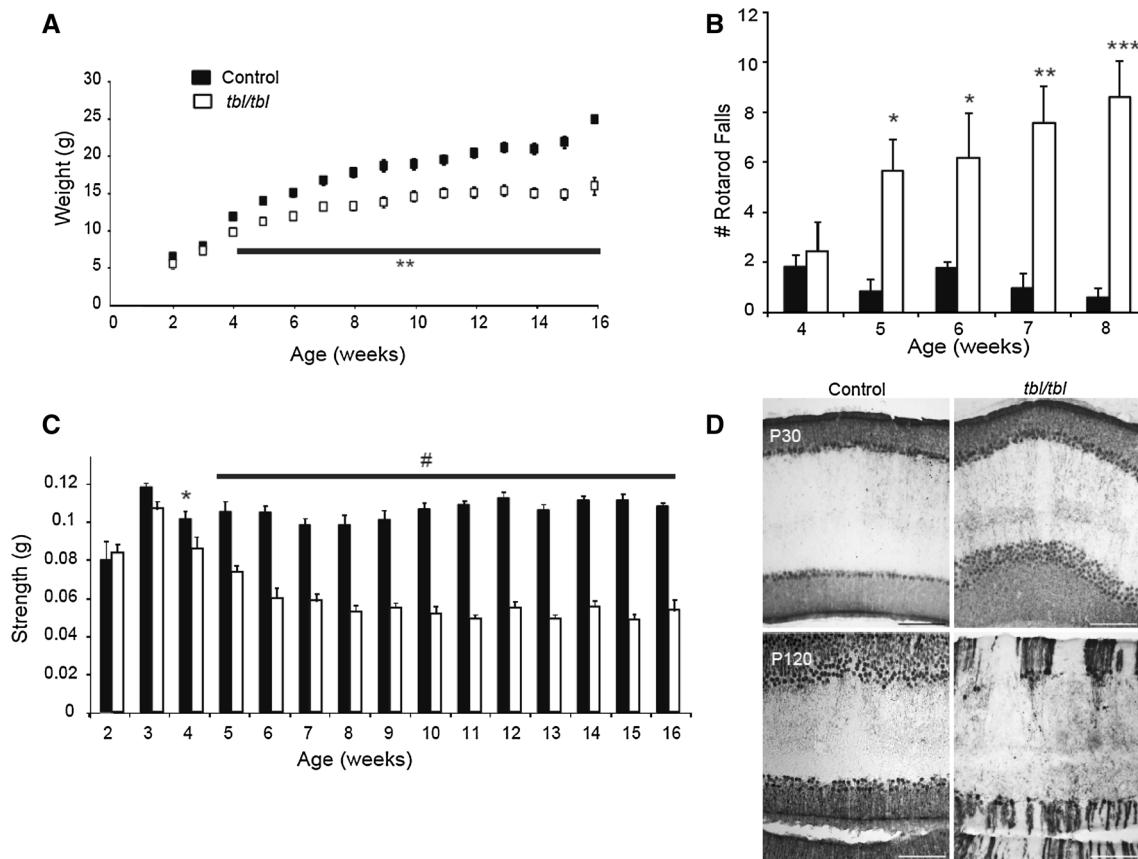 A
Control
tbl/tbl
30
25
20
15
10
5
0
Weight (g)
**
0 2 4 6 8 10 12 14 16
Age (weeks)
B
12
10
8
6
4
2
0
# Rotarod Falls
* * ** ***
4 5 6 7 8
Age (weeks)
C
#
*
0.12
0.1
0.08
0.06
0.04
0.02
0
Strength (g)
2 3 4 5 6 7 8 9 10 11 12 13 14 15 16
Age (weeks)
D
Control tbl/tbl
P30
P120